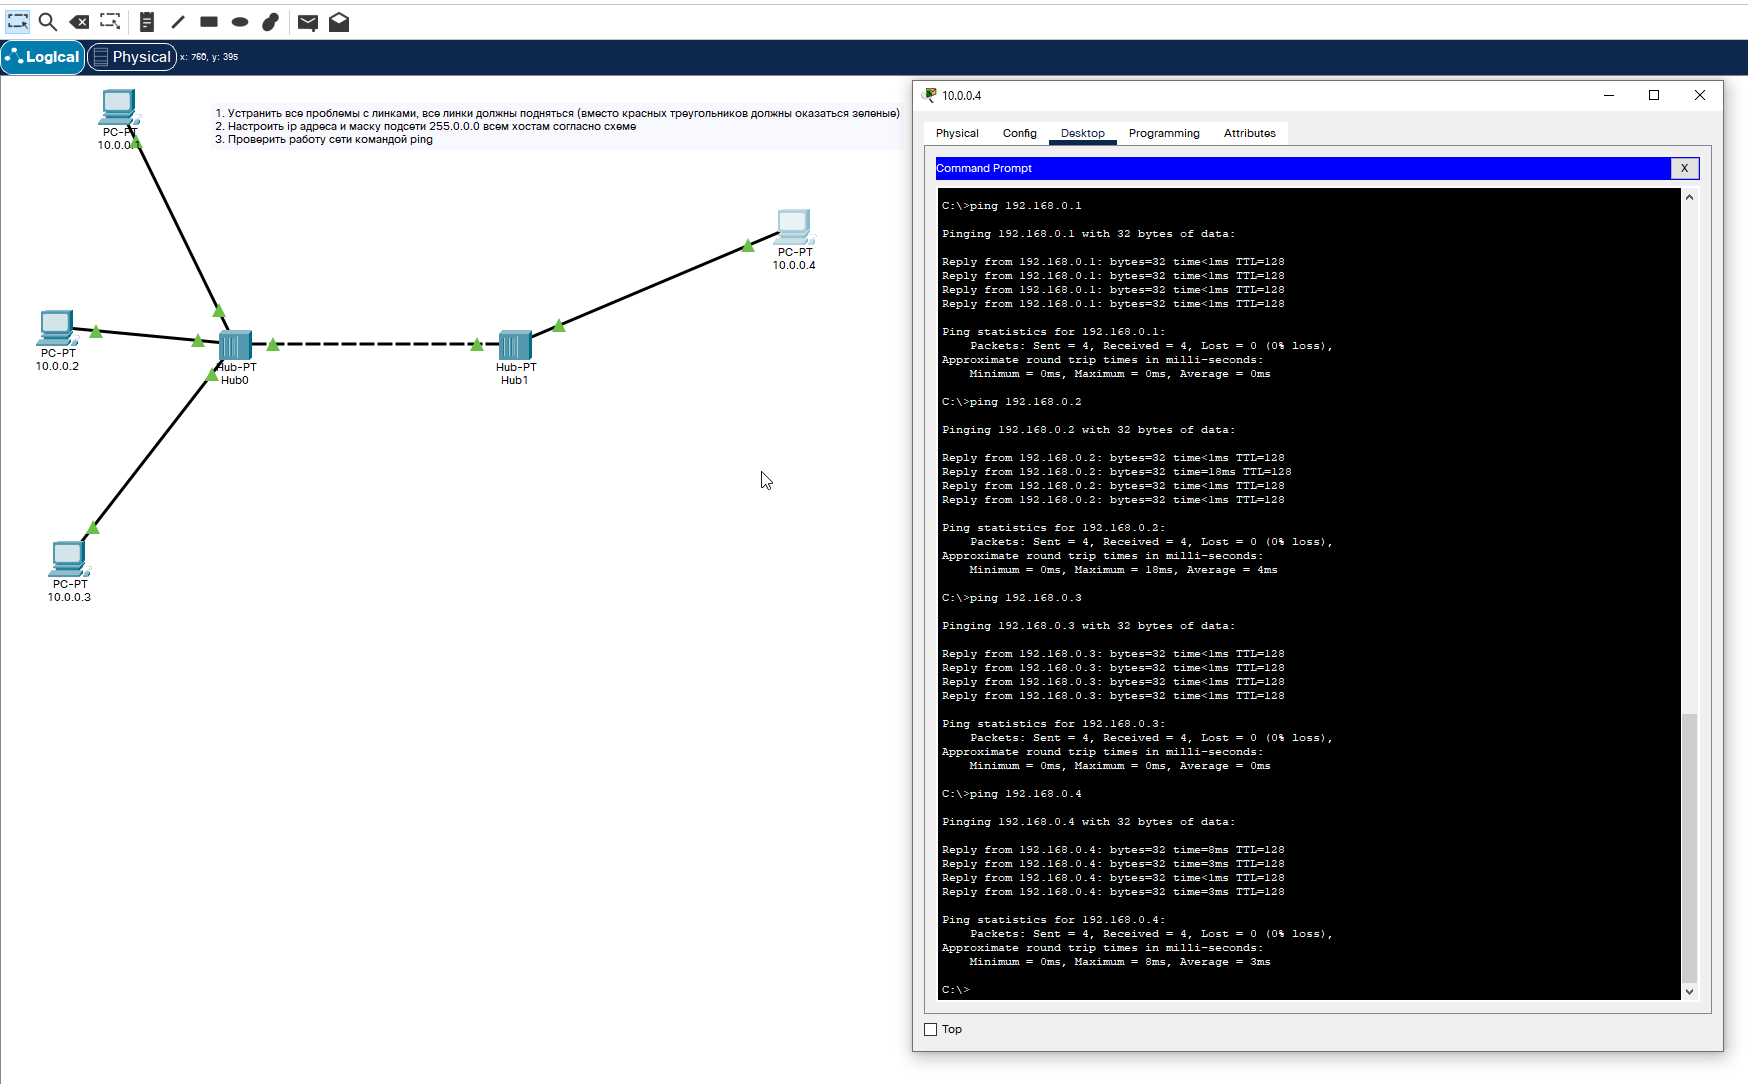 Logical
Physical
x: 760, y: 395
1. Устранить все проблемы с линками, все линки должны подняться (вместо красных треугольников должны оказаться зеленые)
2. Настроить ip адреса и маску подсети 255.0.0.0 всем хостам согласно схеме
3. Проверить работу сети командой ping
PC-PT
10.0.0.1
PC-PT
10.0.0.4
PC-PT
10.0.0.2
Hub-PT
Hub0
Hub-PT
Hub1
PC-PT
10.0.0.3
10.0.0.4
Physical
Config
Desktop
Programming
Attributes
Command Prompt
X
C:\>ping 192.168.0.1
Pinging 192.168.0.1 with 32 bytes of data:
Reply from 192.168.0.1: bytes=32 time<1ms TTL=128
Reply from 192.168.0.1: bytes=32 time<1ms TTL=128
Reply from 192.168.0.1: bytes=32 time<1ms TTL=128
Reply from 192.168.0.1: bytes=32 time<1ms TTL=128
Ping statistics for 192.168.0.1:
Packets: Sent = 4, Received = 4, Lost = 0 (0% loss),
Approximate round trip times in milli-seconds:
Minimum = 0ms, Maximum = 0ms, Average = 0ms
C:\>ping 192.168.0.2
Pinging 192.168.0.2 with 32 bytes of data:
Reply from 192.168.0.2: bytes=32 time<1ms TTL=128
Reply from 192.168.0.2: bytes=32 time=18ms TTL=128
Reply from 192.168.0.2: bytes=32 time<1ms TTL=128
Reply from 192.168.0.2: bytes=32 time<1ms TTL=128
Ping statistics for 192.168.0.2:
Packets: Sent = 4, Received = 4, Lost = 0 (0% loss),
Approximate round trip times in milli-seconds:
Minimum = 0ms, Maximum = 18ms, Average = 4ms
C:\>ping 192.168.0.3
Pinging 192.168.0.3 with 32 bytes of data:
Reply from 192.168.0.3: bytes=32 time<1ms TTL=128
Reply from 192.168.0.3: bytes=32 time<1ms TTL=128
Reply from 192.168.0.3: bytes=32 time<1ms TTL=128
Reply from 192.168.0.3: bytes=32 time<1ms TTL=128
Ping statistics for 192.168.0.3:
Packets: Sent = 4, Received = 4, Lost = 0 (0% loss),
Approximate round trip times in milli-seconds:
Minimum = 0ms, Maximum = 0ms, Average = 0ms
C:\>ping 192.168.0.4
Pinging 192.168.0.4 with 32 bytes of data:
Reply from 192.168.0.4: bytes=32 time=8ms TTL=128
Reply from 192.168.0.4: bytes=32 time=3ms TTL=128
Reply from 192.168.0.4: bytes=32 time<1ms TTL=128
Reply from 192.168.0.4: bytes=32 time=3ms TTL=128
Ping statistics for 192.168.0.4:
Packets: Sent = 4, Received = 4, Lost = 0 (0% loss),
Approximate round trip times in milli-seconds:
Minimum = 0ms, Maximum = 8ms, Average = 3ms
C:\>
Top